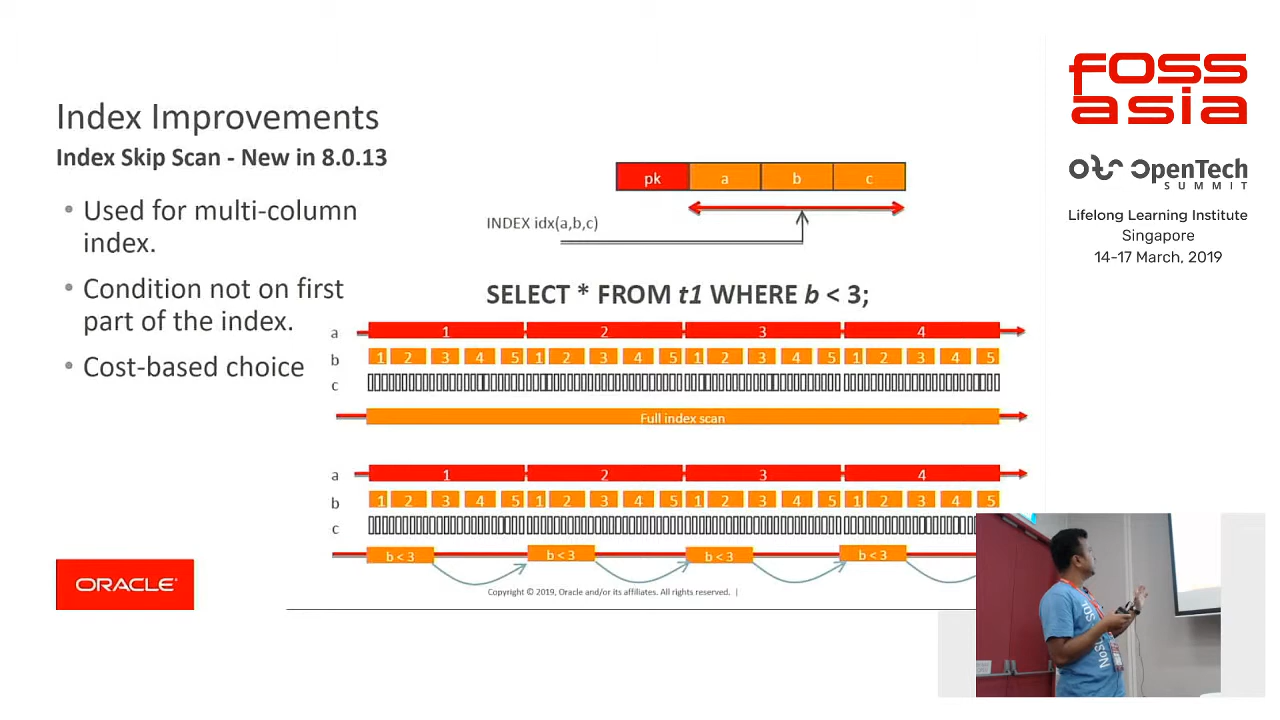 Index Improvements
Index Skip Scan - New in 8.0.13
• Used for multi-column
index.
• Condition not on first
part of the index.
• Cost-based choice
pk a b c
INDEX idx(a,b,c)
SELECT * FROM t1 WHERE b < 3;
a 1 2 3 4
b 1 2 3 4 5 1 2 3 4 5 1 2 3 4 5 1 2 3 4 5
c
Full index scan
a 1 2 3 4
b 1 2 3 4 5 1 2 3 4 5 1 2 3 4 5 1 2 3 4 5
c
b < 3 b < 3 b < 3 b < 3
ORACLE
Copyright © 2019, Oracle and/or its affiliates. All rights reserved. |
FOSS
asia
OpenTech
SUMMIT
Lifelong Learning Institute
Singapore
14-17 March, 2019
NoSQL